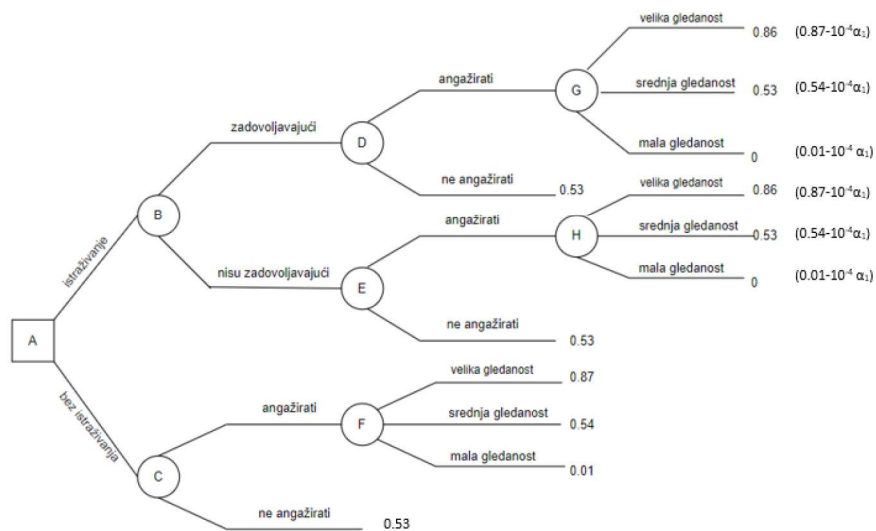 velika gledanost 0.86 (0.87-10⁻⁴α₁)
angažirati G srednja gledanost 0.53 (0.54-10⁻⁴α₁)
zadovoljavajući D mala gledanost 0 (0.01-10⁻⁴ α₁)
ne angažirati 0.53
velika gledanost 0.86 (0.87-10⁻⁴α₁)
istraživanje B angažirati H srednja gledanost 0.53 (0.54-10⁻⁴α₁)
nisu zadovoljavajući E mala gledanost 0 (0.01-10⁻⁴ α₁)
ne angažirati 0.53
A
velika gledanost 0.87
bez istraživanja angažirati F srednja gledanost 0.54
mala gledanost 0.01
C
ne angažirati 0.53